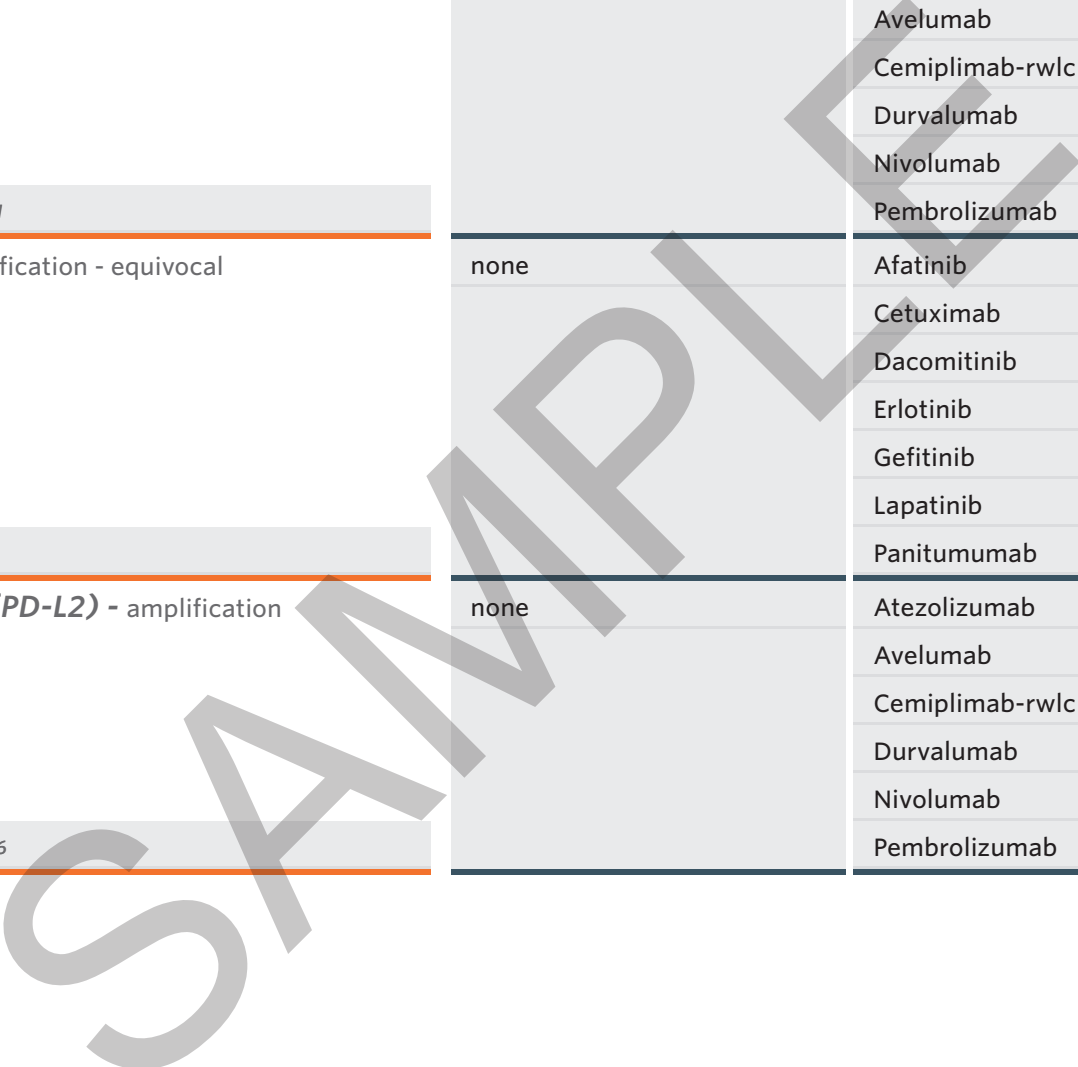 Avelumab
Cemiplimab-rwlc
Durvalumab
Nivolumab
Pembrolizumab
fication - equivocal none Afatinib
Cetuximab
Dacomitinib
Erlotinib
Gefitinib
Lapatinib
Panitumumab
PD-L2) - amplification none Atezolizumab
Avelumab
Cemiplimab-rwlc
Durvalumab
Nivolumab
6 Pembrolizumab
SAMPLE